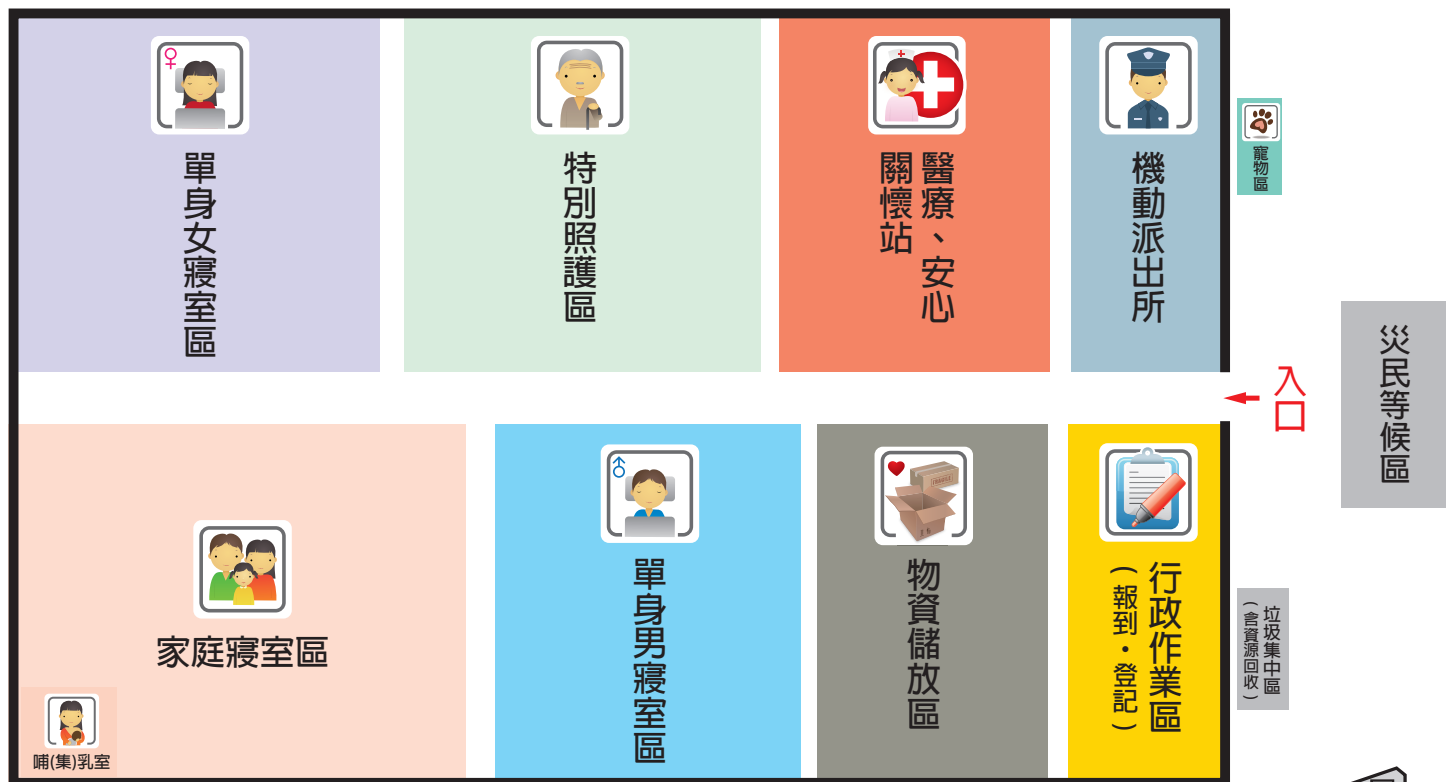 單身女寢室區
特別照護區
醫療、安心
關懷站
機動派出所
寵物區
入口
災民等候區
家庭寢室區
哺(集)乳室
單身男寢室區
物資儲放區
行政作業區
(報到・登記)
垃圾集中區
(含資源回收)